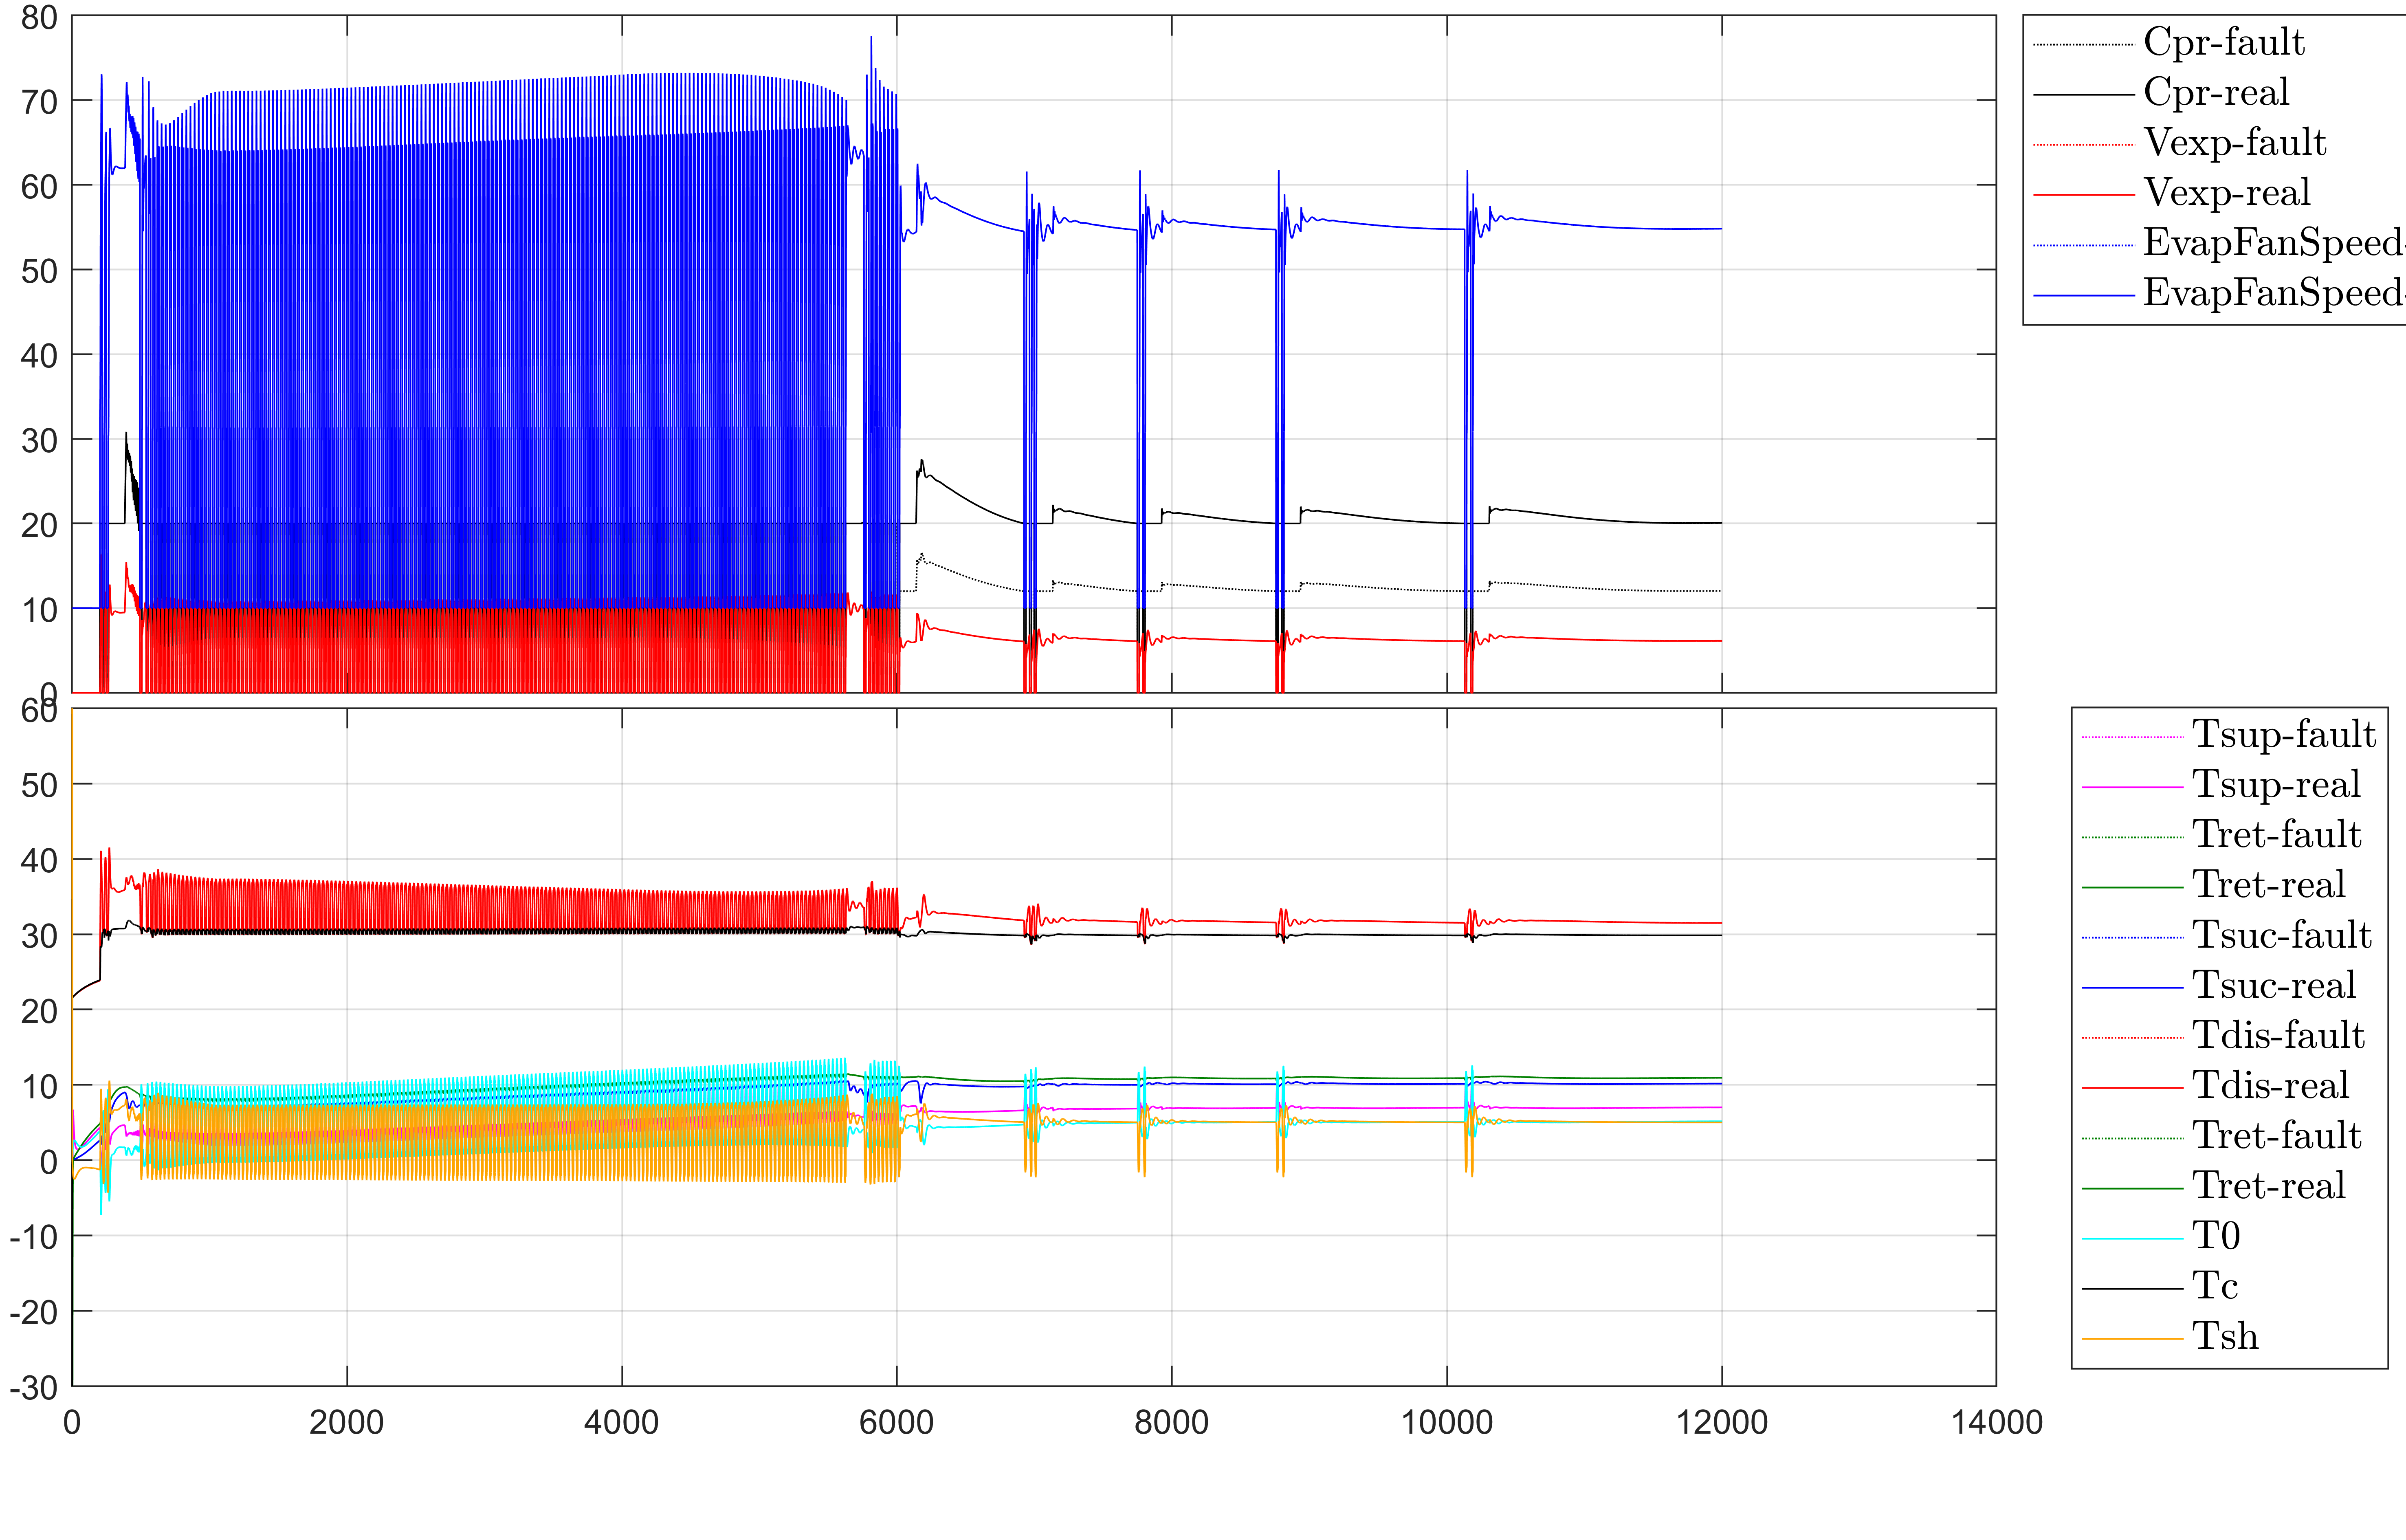 80
70
60
50
40
30
20
10
0
Cpr-fault
Cpr-real
Vexp-fault
Vexp-real
EvapFanSpeed-
EvapFanSpeed-
60
50
40
30
20
10
0
-10
-20
-30
0 2000 4000 6000 8000 10000 12000 14000
Tsup-fault
Tsup-real
Tret-fault
Tret-real
Tsuc-fault
Tsuc-real
Tdis-fault
Tdis-real
Tret-fault
Tret-real
T0
Tc
Tsh